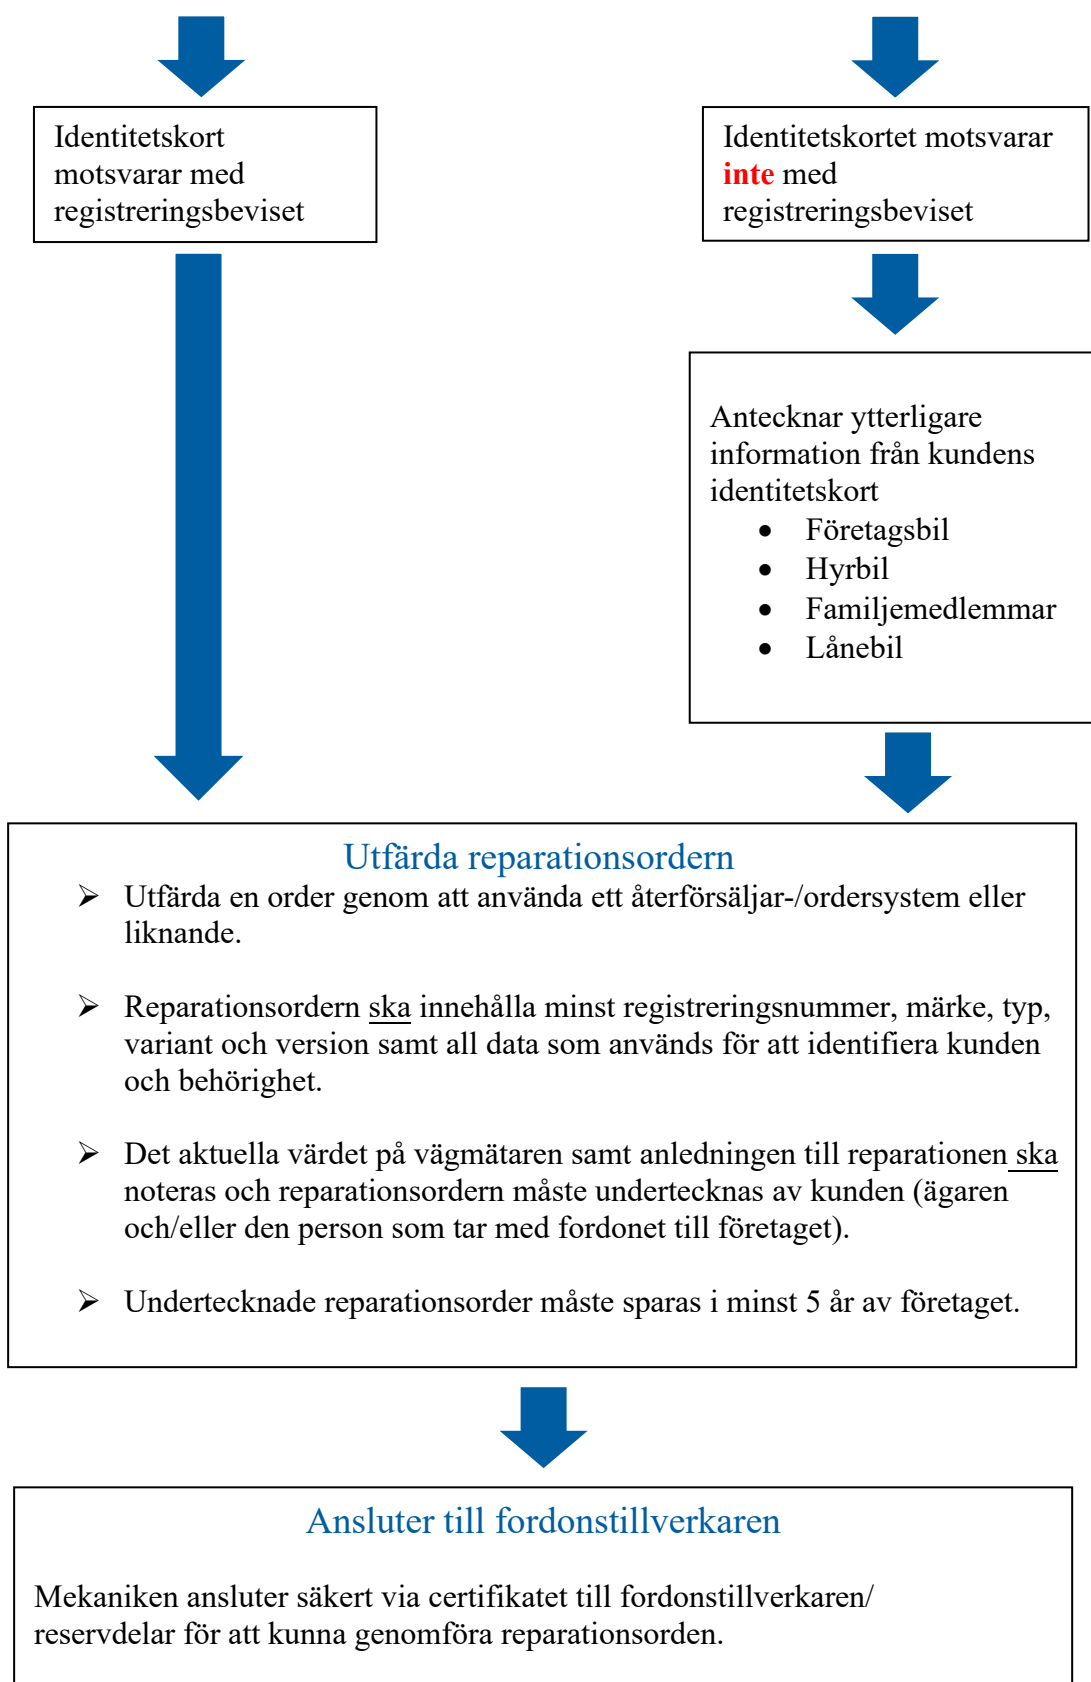 Identitetskort
motsvarar med
registreringsbeviset
Identitetskortet motsvarar
inte med
registreringsbeviset
Antecknar ytterligare
information från kundens
identitetskort
• Företagsbil
• Hyrbil
• Familjemedlemmar
• Lånebil
Utfärda reparationsordern
➢ Utfärda en order genom att använda ett återförsäljar-/ordersystem eller
liknande.
➢ Reparationsordern ska innehålla minst registreringsnummer, märke, typ,
variant och version samt all data som används för att identifiera kunden
och behörighet.
➢ Det aktuella värdet på vägmätaren samt anledningen till reparationen ska
noteras och reparationsordern måste undertecknas av kunden (ägaren
och/eller den person som tar med fordonet till företaget).
➢ Undertecknade reparationsorder måste sparas i minst 5 år av företaget.
Ansluter till fordonstillverkaren
Mekaniken ansluter säkert via certifikatet till fordonstillverkaren/
reservdelar för att kunna genomföra reparationsorden.